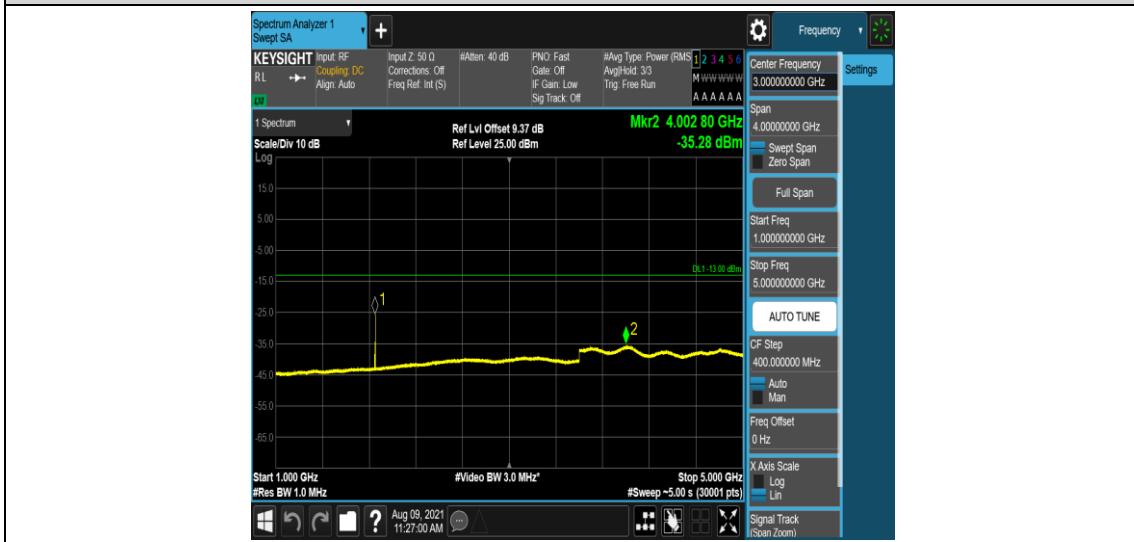 Spectrum Analyzer 1
Swept SA
Frequency
KEYSIGHT
RL
Input: RF
Coupling: DC
Align: Auto
Input Z: 50 Ω
Corrections: Off
Freq Ref: Int (S)
#Atten: 40 dB
PNO: Fast
Gate: Off
IF Gain: Low
Sig Track: Off
#Avg Type: Power (RMS
Avg|Hold: 3/3
Trig: Free Run
1 2 3 4 5 6
M W W W W W
A A A A A A
1 Spectrum
Scale/Div 10 dB
Log
Ref Lvl Offset 9.37 dB
Ref Level 25.00 dBm
Mkr2 4.002 80 GHz
-35.28 dBm
15.0
5.00
-5.00
-15.0
-25.0
-35.0
-45.0
-55.0
-65.0
DL1 -13.00 dBm
1
2
Start 1.000 GHz
#Res BW 1.0 MHz
#Video BW 3.0 MHz*
Stop 5.000 GHz
#Sweep ~5.00 s (30001 pts)
Aug 09, 2021
11:27:00 AM
Center Frequency
3.000000000 GHz
Settings
Span
4.00000000 GHz
Swept Span
Zero Span
Full Span
Start Freq
1.000000000 GHz
Stop Freq
5.000000000 GHz
AUTO TUNE
CF Step
400.000000 MHz
Auto
Man
Freq Offset
0 Hz
X Axis Scale
Log
Lin
Signal Track
(Span Zoom)